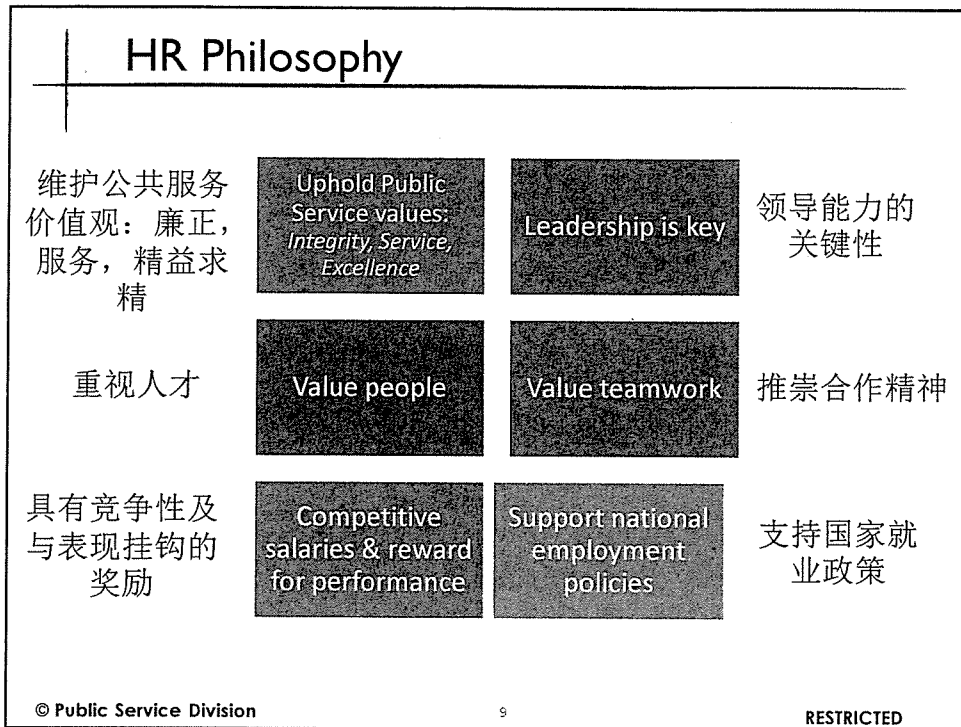 HR Philosophy
维护公共服务
价值观：廉正，
服务，精益求
精
Uphold Public
Service values:
Integrity, Service,
Excellence
Leadership is key
领导能力的
关键性
重视人才
Value people
Value teamwork
推崇合作精神
具有竞争性及
与表现挂钩的
奖励
Competitive
salaries & reward
for performance
Support national
employment
policies
支持国家就
业政策
© Public Service Division
9
RESTRICTED